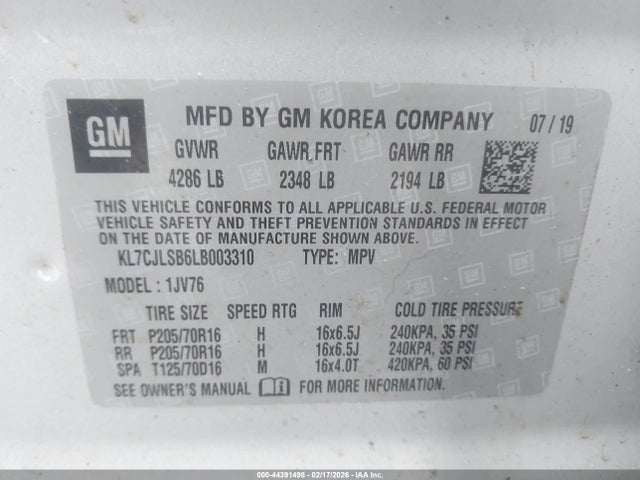 GM
MFD BY GM KOREA COMPANY 07/19
GVWR GAWR FRT GAWR RR
4286 LB 2348 LB 2194 LB
THIS VEHICLE CONFORMS TO ALL APPLICABLE U.S. FEDERAL MOTOR
VEHICLE SAFETY AND THEFT PREVENTION STANDARDS IN EFFECT
ON THE DATE OF MANUFACTURE SHOWN ABOVE.
KL7CJLSB6LB003310 TYPE: MPV
MODEL : 1JV76
TIRE SIZE SPEED RTG RIM COLD TIRE PRESSURE
FRT P205/70R16 H 16x6.5J 240KPA, 35 PSI
RR P205/70R16 H 16x6.5J 240KPA, 35 PSI
SPA T125/70D16 M 16x4.0T 420KPA, 60 PSI
SEE OWNER'S MANUAL FOR MORE INFORMATION.
000-44391498 - 02/17/2026 - IAA